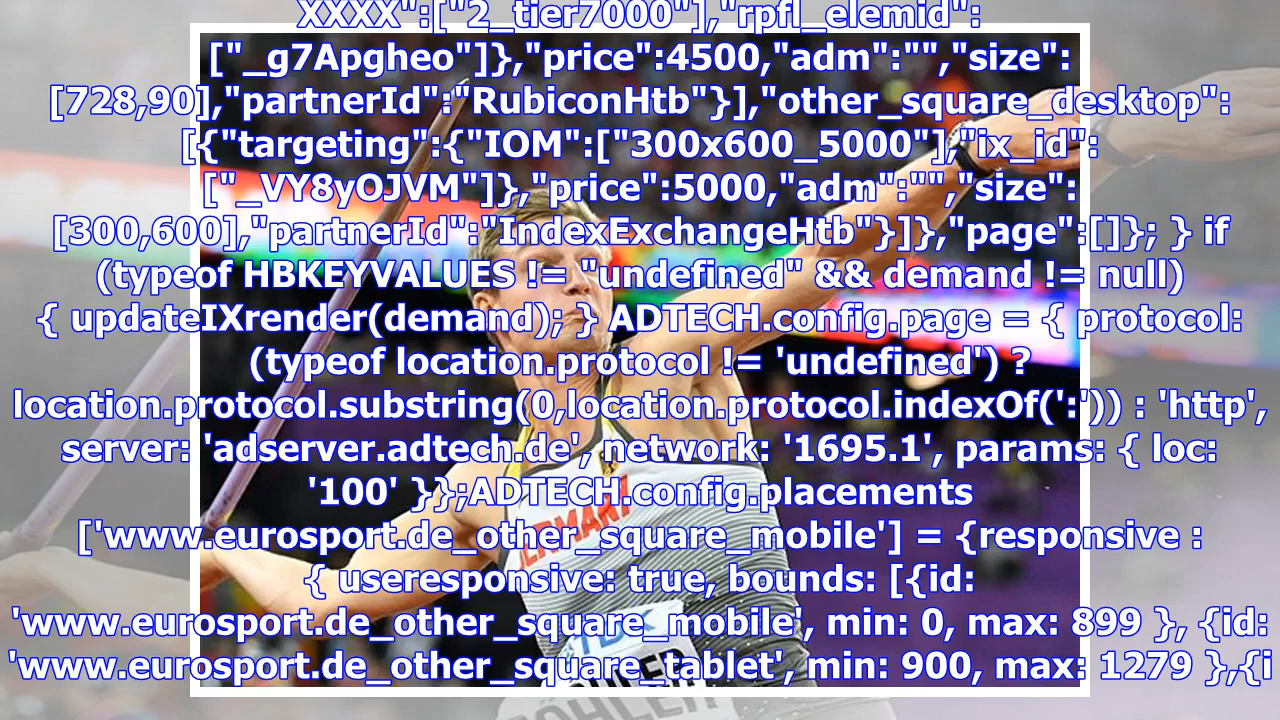 XXXX":["2_tier7000"],"rpfl_elemid":
["_g7Apgheo"]},"price":4500,"adm":"","size":
[728,90],"partnerId":"RubiconHtb"}],"other_square_desktop":
[{"targeting":{"IOM":["300x600_5000"],"ix_id":
["_VY8yOJVM"]},"price":5000,"adm":"","size":
[300,600],"partnerId":"IndexExchangeHtb"}]},"page":[]}; } if
(typeof HBKEYVALUES != "undefined" && demand != null)
{ updateIXrender(demand); } ADTECH.config.page = { protocol:
(typeof location.protocol != 'undefined') ?
location.protocol.substring(0,location.protocol.indexOf(':')) : 'http',
server: 'adserver.adtech.de', network: '1695.1', params: { loc:
'100' }};ADTECH.config.placements
['www.eurosport.de_other_square_mobile'] = {responsive :
{ useresponsive: true, bounds: [{id:
'www.eurosport.de_other_square_mobile', min: 0, max: 899 }, {id:
'www.eurosport.de_other_square_tablet', min: 900, max: 1279 },{i